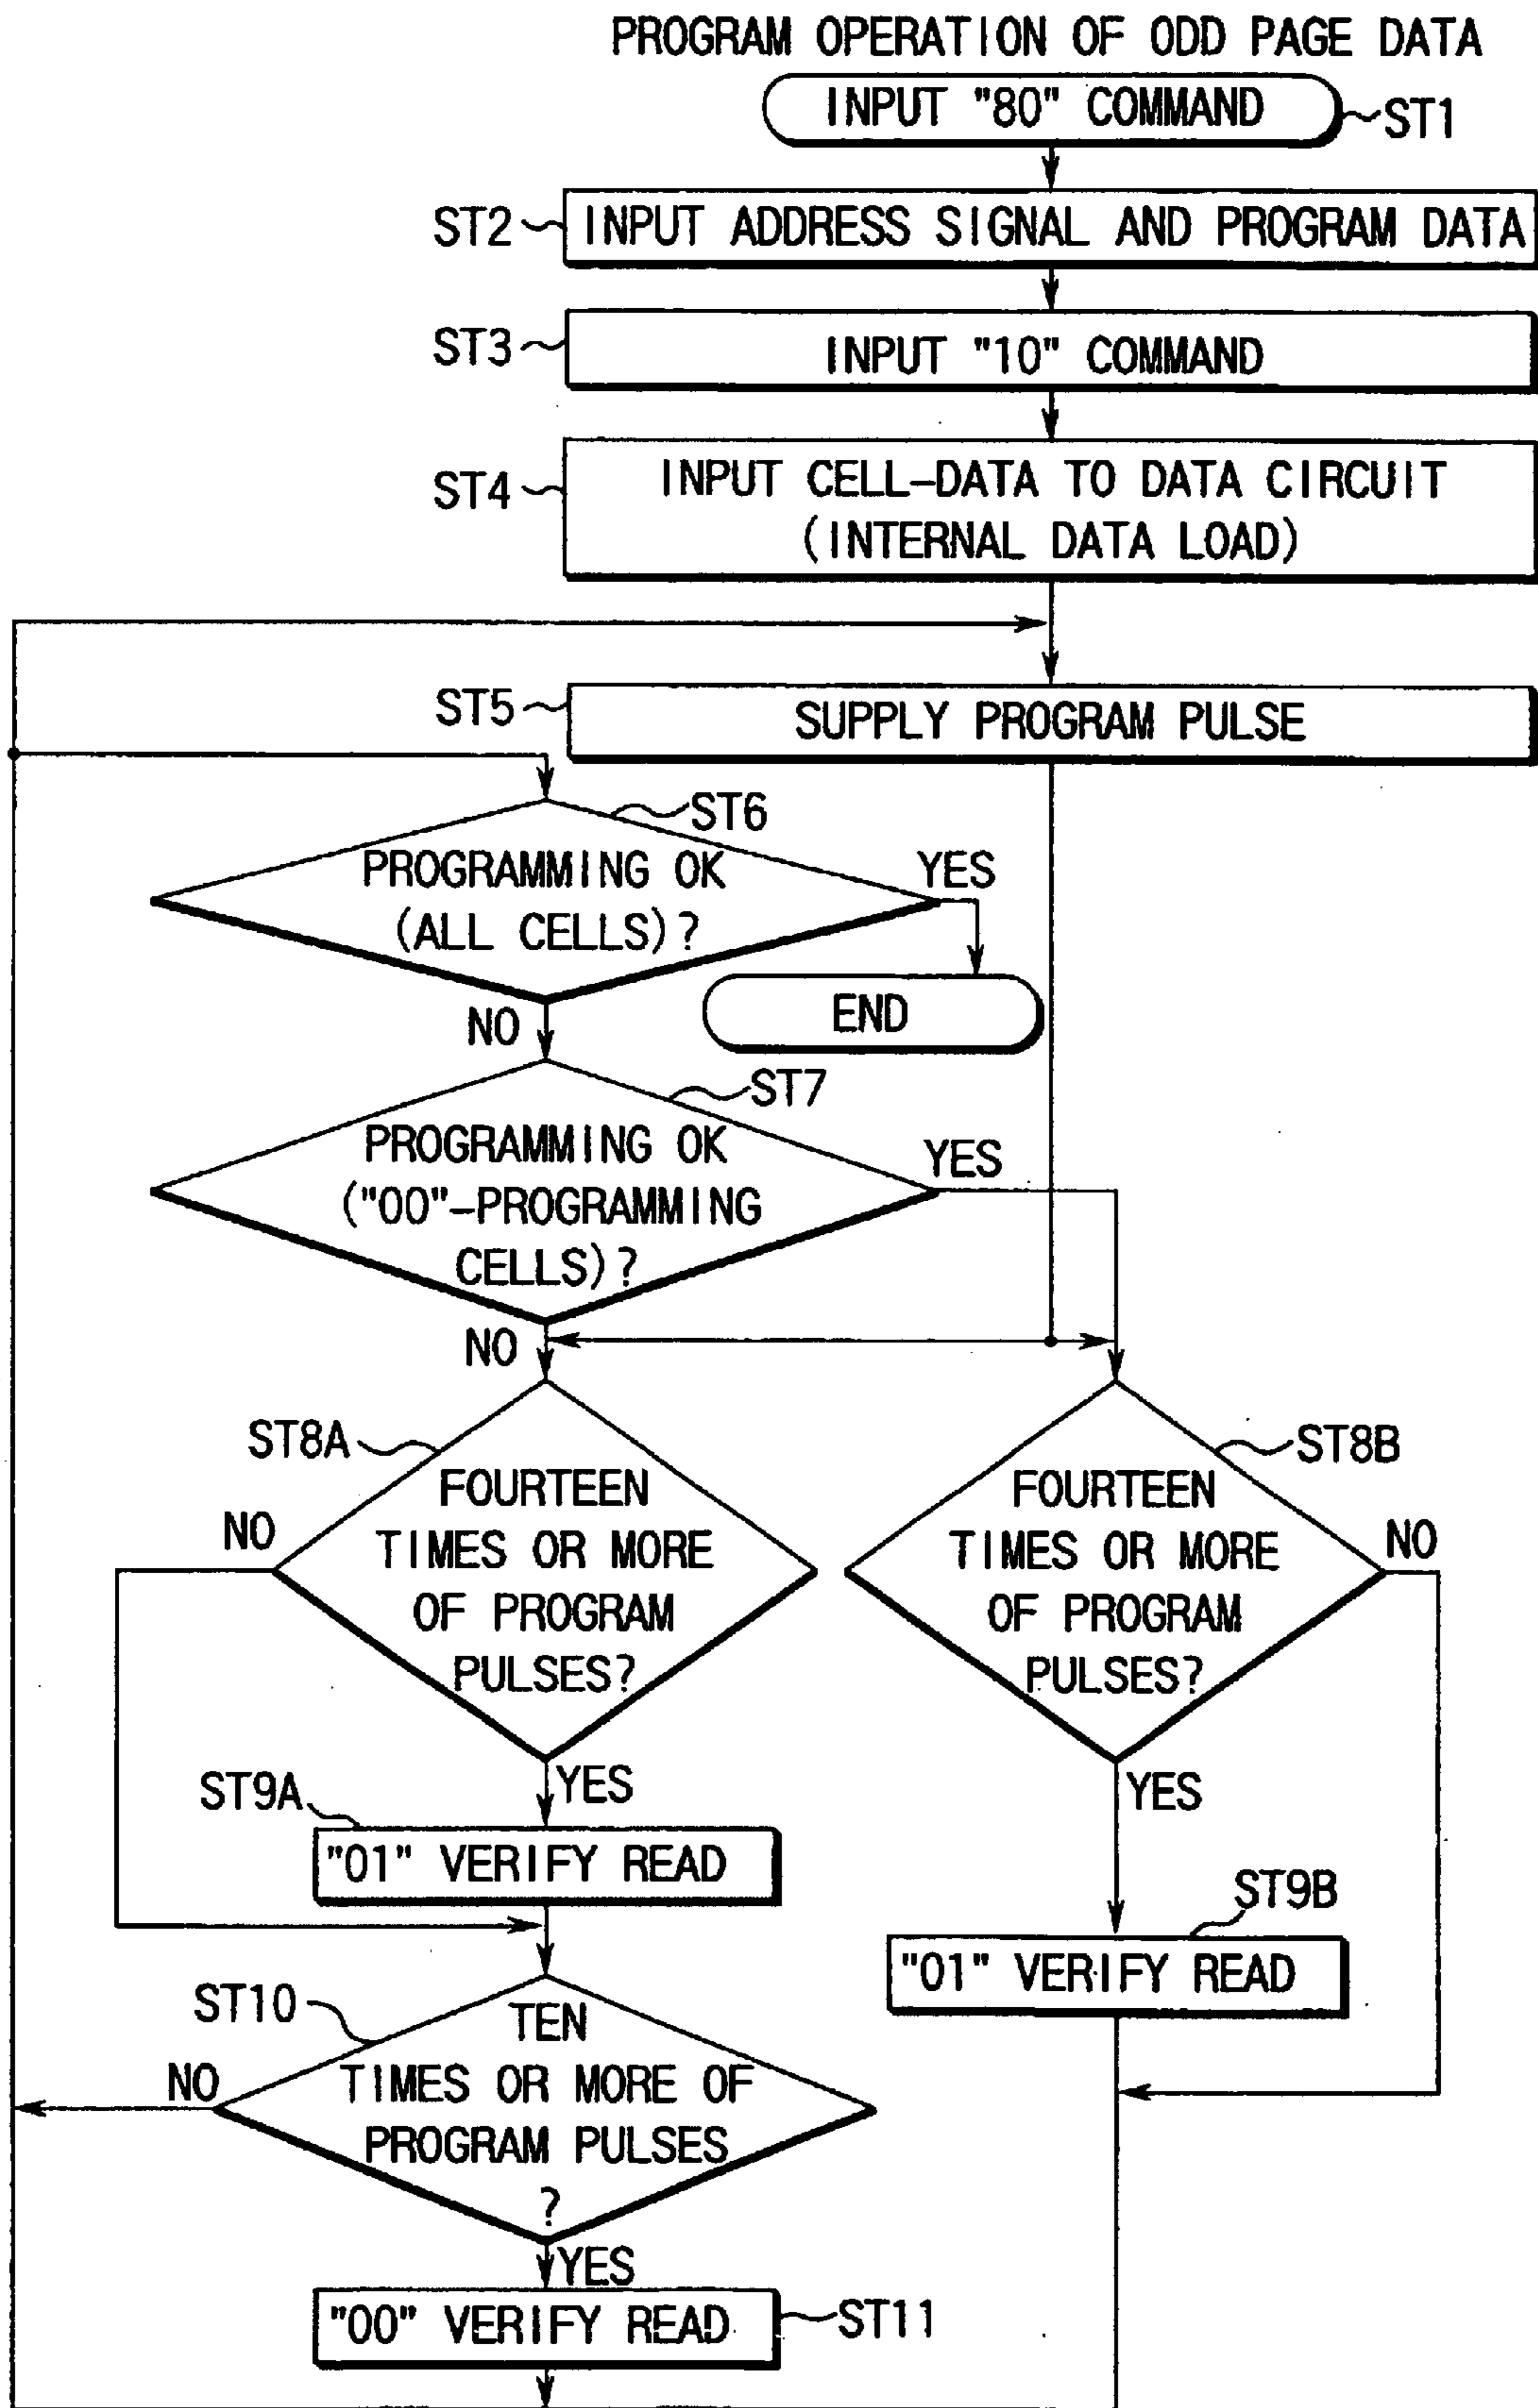 PROGRAM OPERATION OF ODD PAGE DATA
INPUT "80" COMMAND
ST1
ST2
INPUT ADDRESS SIGNAL AND PROGRAM DATA
ST3
INPUT "10" COMMAND
ST4
INPUT CELL-DATA TO DATA CIRCUIT
(INTERNAL DATA LOAD)
ST5
SUPPLY PROGRAM PULSE
ST6
PROGRAMMING OK
(ALL CELLS)?
YES
END
NO
ST7
PROGRAMMING OK
("00"-PROGRAMMING
CELLS)?
YES
NO
ST8A
FOURTEEN
TIMES OR MORE
OF PROGRAM
PULSES?
NO
YES
ST8B
FOURTEEN
TIMES OR MORE
OF PROGRAM
PULSES?
NO
YES
ST9A
"01" VERIFY READ
ST9B
"01" VERIFY READ
ST10
TEN
TIMES OR MORE OF
PROGRAM PULSES
?
NO
YES
"00" VERIFY READ
ST11